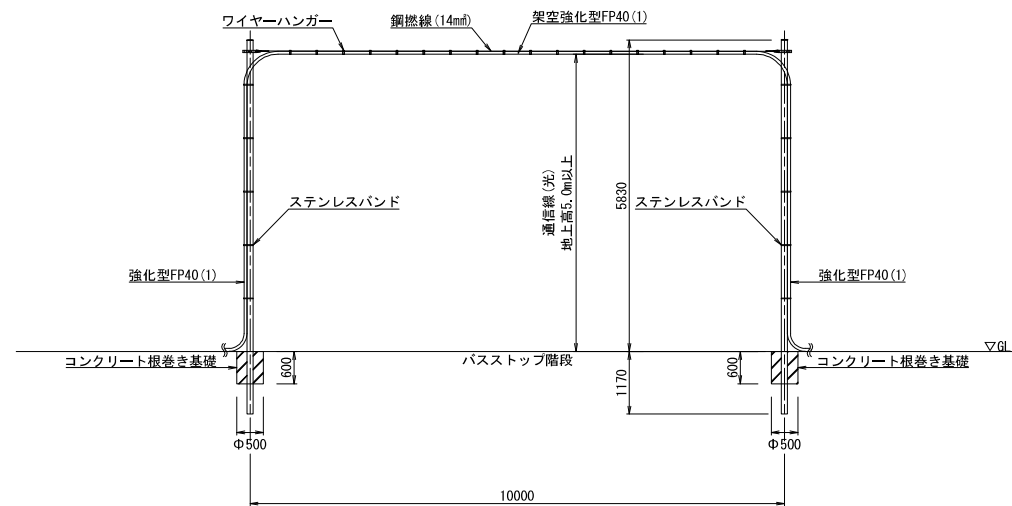 ワイヤーハンガー
鋼撚線(14㎟)
架空強化型FP40(1)
ステンレスバンド
通信線(光)
地上高5.0m以上
5830
ステンレスバンド
強化型FP40(1)
強化型FP40(1)
コンクリート根巻き基礎
600
バスストップ階段
1170
600
コンクリート根巻き基礎
▽GL
Φ500
Φ500
10000